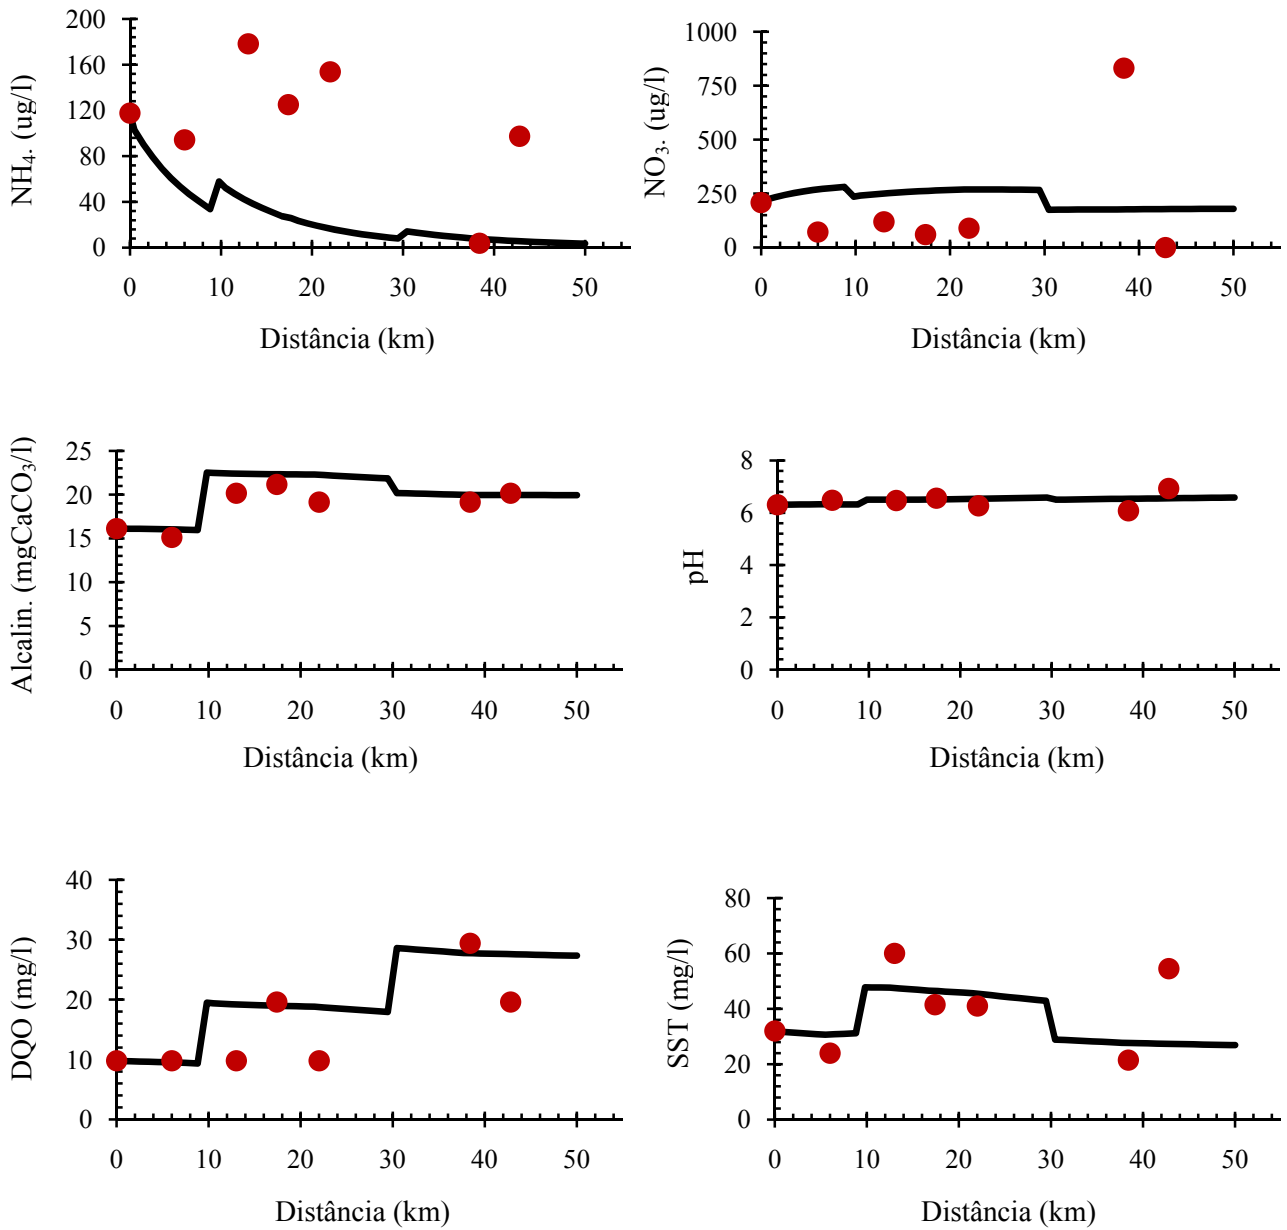 NH4. (ug/l)
200
160
120
80
40
0
0 10 20 30 40 50
Distância (km)
NO3. (ug/l)
1000
750
500
250
0
0 10 20 30 40 50
Distância (km)
Alcalin. (mgCaCO3/l)
25
20
15
10
5
0
0 10 20 30 40 50
Distância (km)
pH
8
6
4
2
0
0 10 20 30 40 50
Distância (km)
DQO (mg/l)
40
30
20
10
0
0 10 20 30 40 50
Distância (km)
SST (mg/l)
80
60
40
20
0
0 10 20 30 40 50
Distância (km)